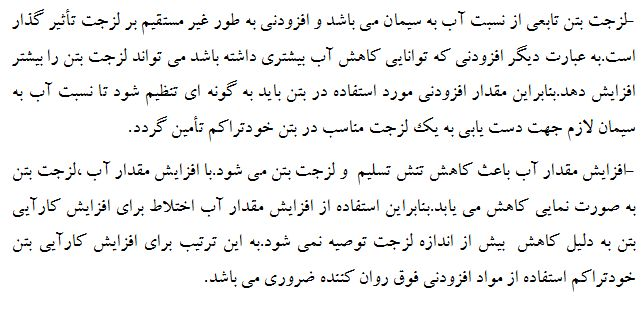 -لزجت بتن تابعی از نسبت آب به سیمان می باشد و افزودنی به طور غیر مستقیم بر لزجت تأثیر گذار
است.به عبارت دیگر افزودنی که توانایی کاهش آب بیشتری داشته باشد می تواند لزجت بتن را بیشتر
افزایش دهد.بنابراین مقدار افزودنی مورد استفاده در بتن باید به گونه ای تنظیم شود تا نسبت آب به
سیمان لازم جهت دست یابی به یک لزجت مناسب در بتن خودتراکم تأمین گردد.
-افزایش مقدار آب باعث کاهش تنش تسلیم و لزجت بتن می شود.با افزایش مقدار آب ،لزجت بتن
به صورت نمایی کاهش می یابد.بنابراین استفاده از افزایش مقدار آب اختلاط برای افزایش کارآیی
بتن به دلیل کاهش بیش از اندازه لزجت توصیه نمی شود.به این ترتیب برای افزایش کارآیی بتن
خودتراکم استفاده از مواد افزودنی فوق روان کننده ضروری می باشد.